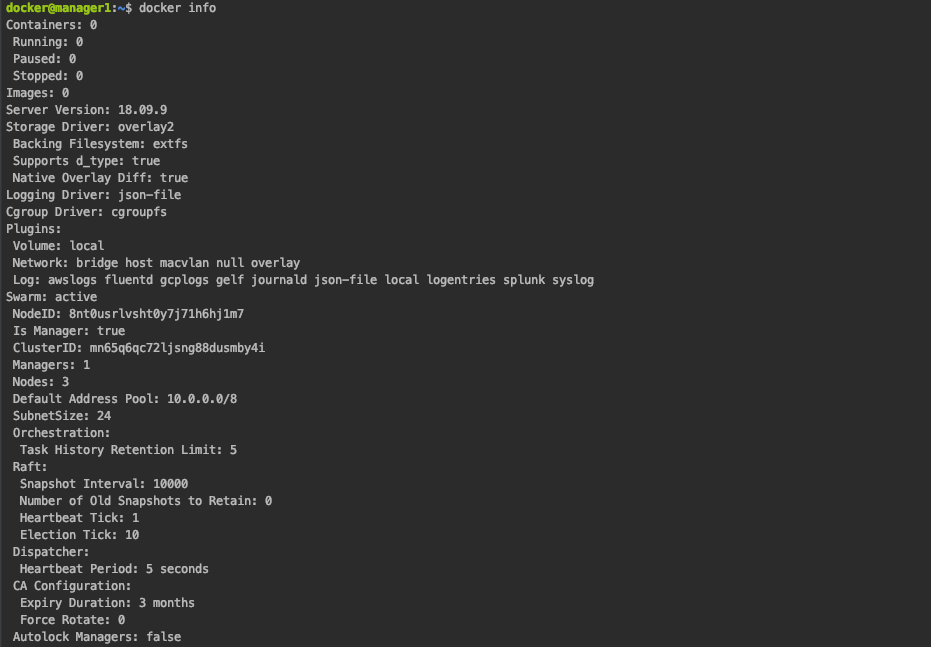 docker@manager1:~$ docker info
Containers: 0
 Running: 0
 Paused: 0
 Stopped: 0
Images: 0
Server Version: 18.09.9
Storage Driver: overlay2
 Backing Filesystem: extfs
 Supports d_type: true
 Native Overlay Diff: true
Logging Driver: json-file
Cgroup Driver: cgroupfs
Plugins:
 Volume: local
 Network: bridge host macvlan null overlay
 Log: awslogs fluentd gcplogs gelf journald json-file local logentries splunk syslog
Swarm: active
 NodeID: 8nt0usrlvsht0y7j71h6hj1m7
 Is Manager: true
 ClusterID: mn65q6qc72ljsng88dusmby4i
 Managers: 1
 Nodes: 3
 Default Address Pool: 10.0.0.0/8
 SubnetSize: 24
 Orchestration:
  Task History Retention Limit: 5
 Raft:
  Snapshot Interval: 10000
  Number of Old Snapshots to Retain: 0
  Heartbeat Tick: 1
  Election Tick: 10
 Dispatcher:
  Heartbeat Period: 5 seconds
 CA Configuration:
  Expiry Duration: 3 months
  Force Rotate: 0
 Autolock Managers: false